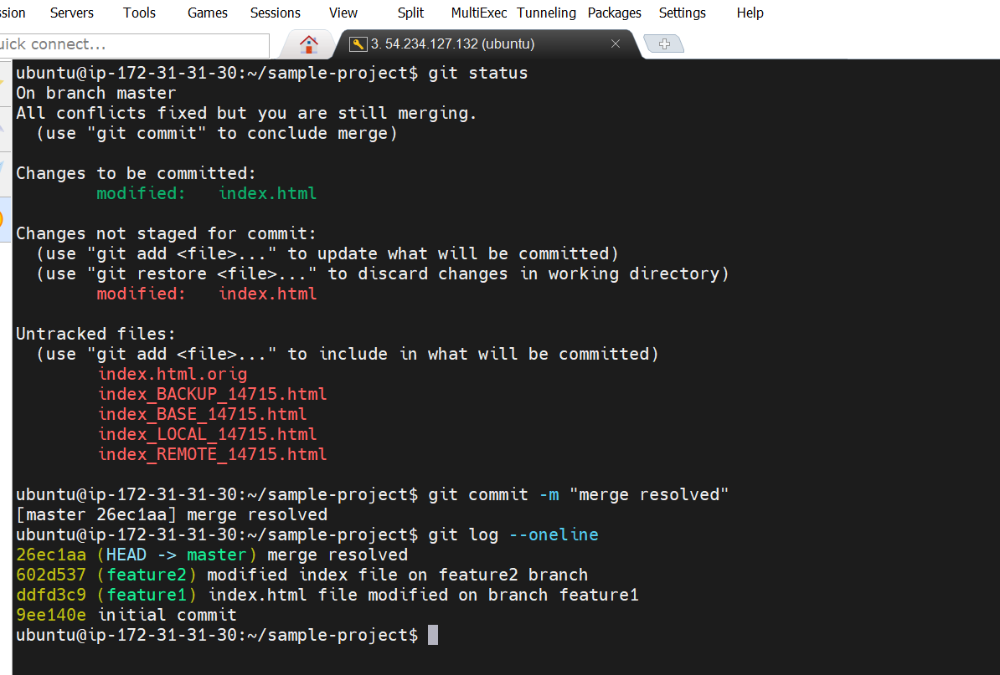 ssion Servers Tools Games Sessions View Split MultiExec Tunneling Packages Settings Help
uick connect...
3. 54.234.127.132 (ubuntu)
ubuntu@ip-172-31-31-30:~/sample-project$ git status
On branch master
All conflicts fixed but you are still merging.
  (use "git commit" to conclude merge)

Changes to be committed:
        modified:   index.html

Changes not staged for commit:
  (use "git add <file>..." to update what will be committed)
  (use "git restore <file>..." to discard changes in working directory)
        modified:   index.html

Untracked files:
  (use "git add <file>..." to include in what will be committed)
        index.html.orig
        index_BACKUP_14715.html
        index_BASE_14715.html
        index_LOCAL_14715.html
        index_REMOTE_14715.html

ubuntu@ip-172-31-31-30:~/sample-project$ git commit -m "merge resolved"
[master 26ec1aa] merge resolved
ubuntu@ip-172-31-31-30:~/sample-project$ git log --oneline
26ec1aa (HEAD -> master) merge resolved
602d537 (feature2) modified index file on feature2 branch
ddfd3c9 (feature1) index.html file modified on branch feature1
9ee140e initial commit
ubuntu@ip-172-31-31-30:~/sample-project$